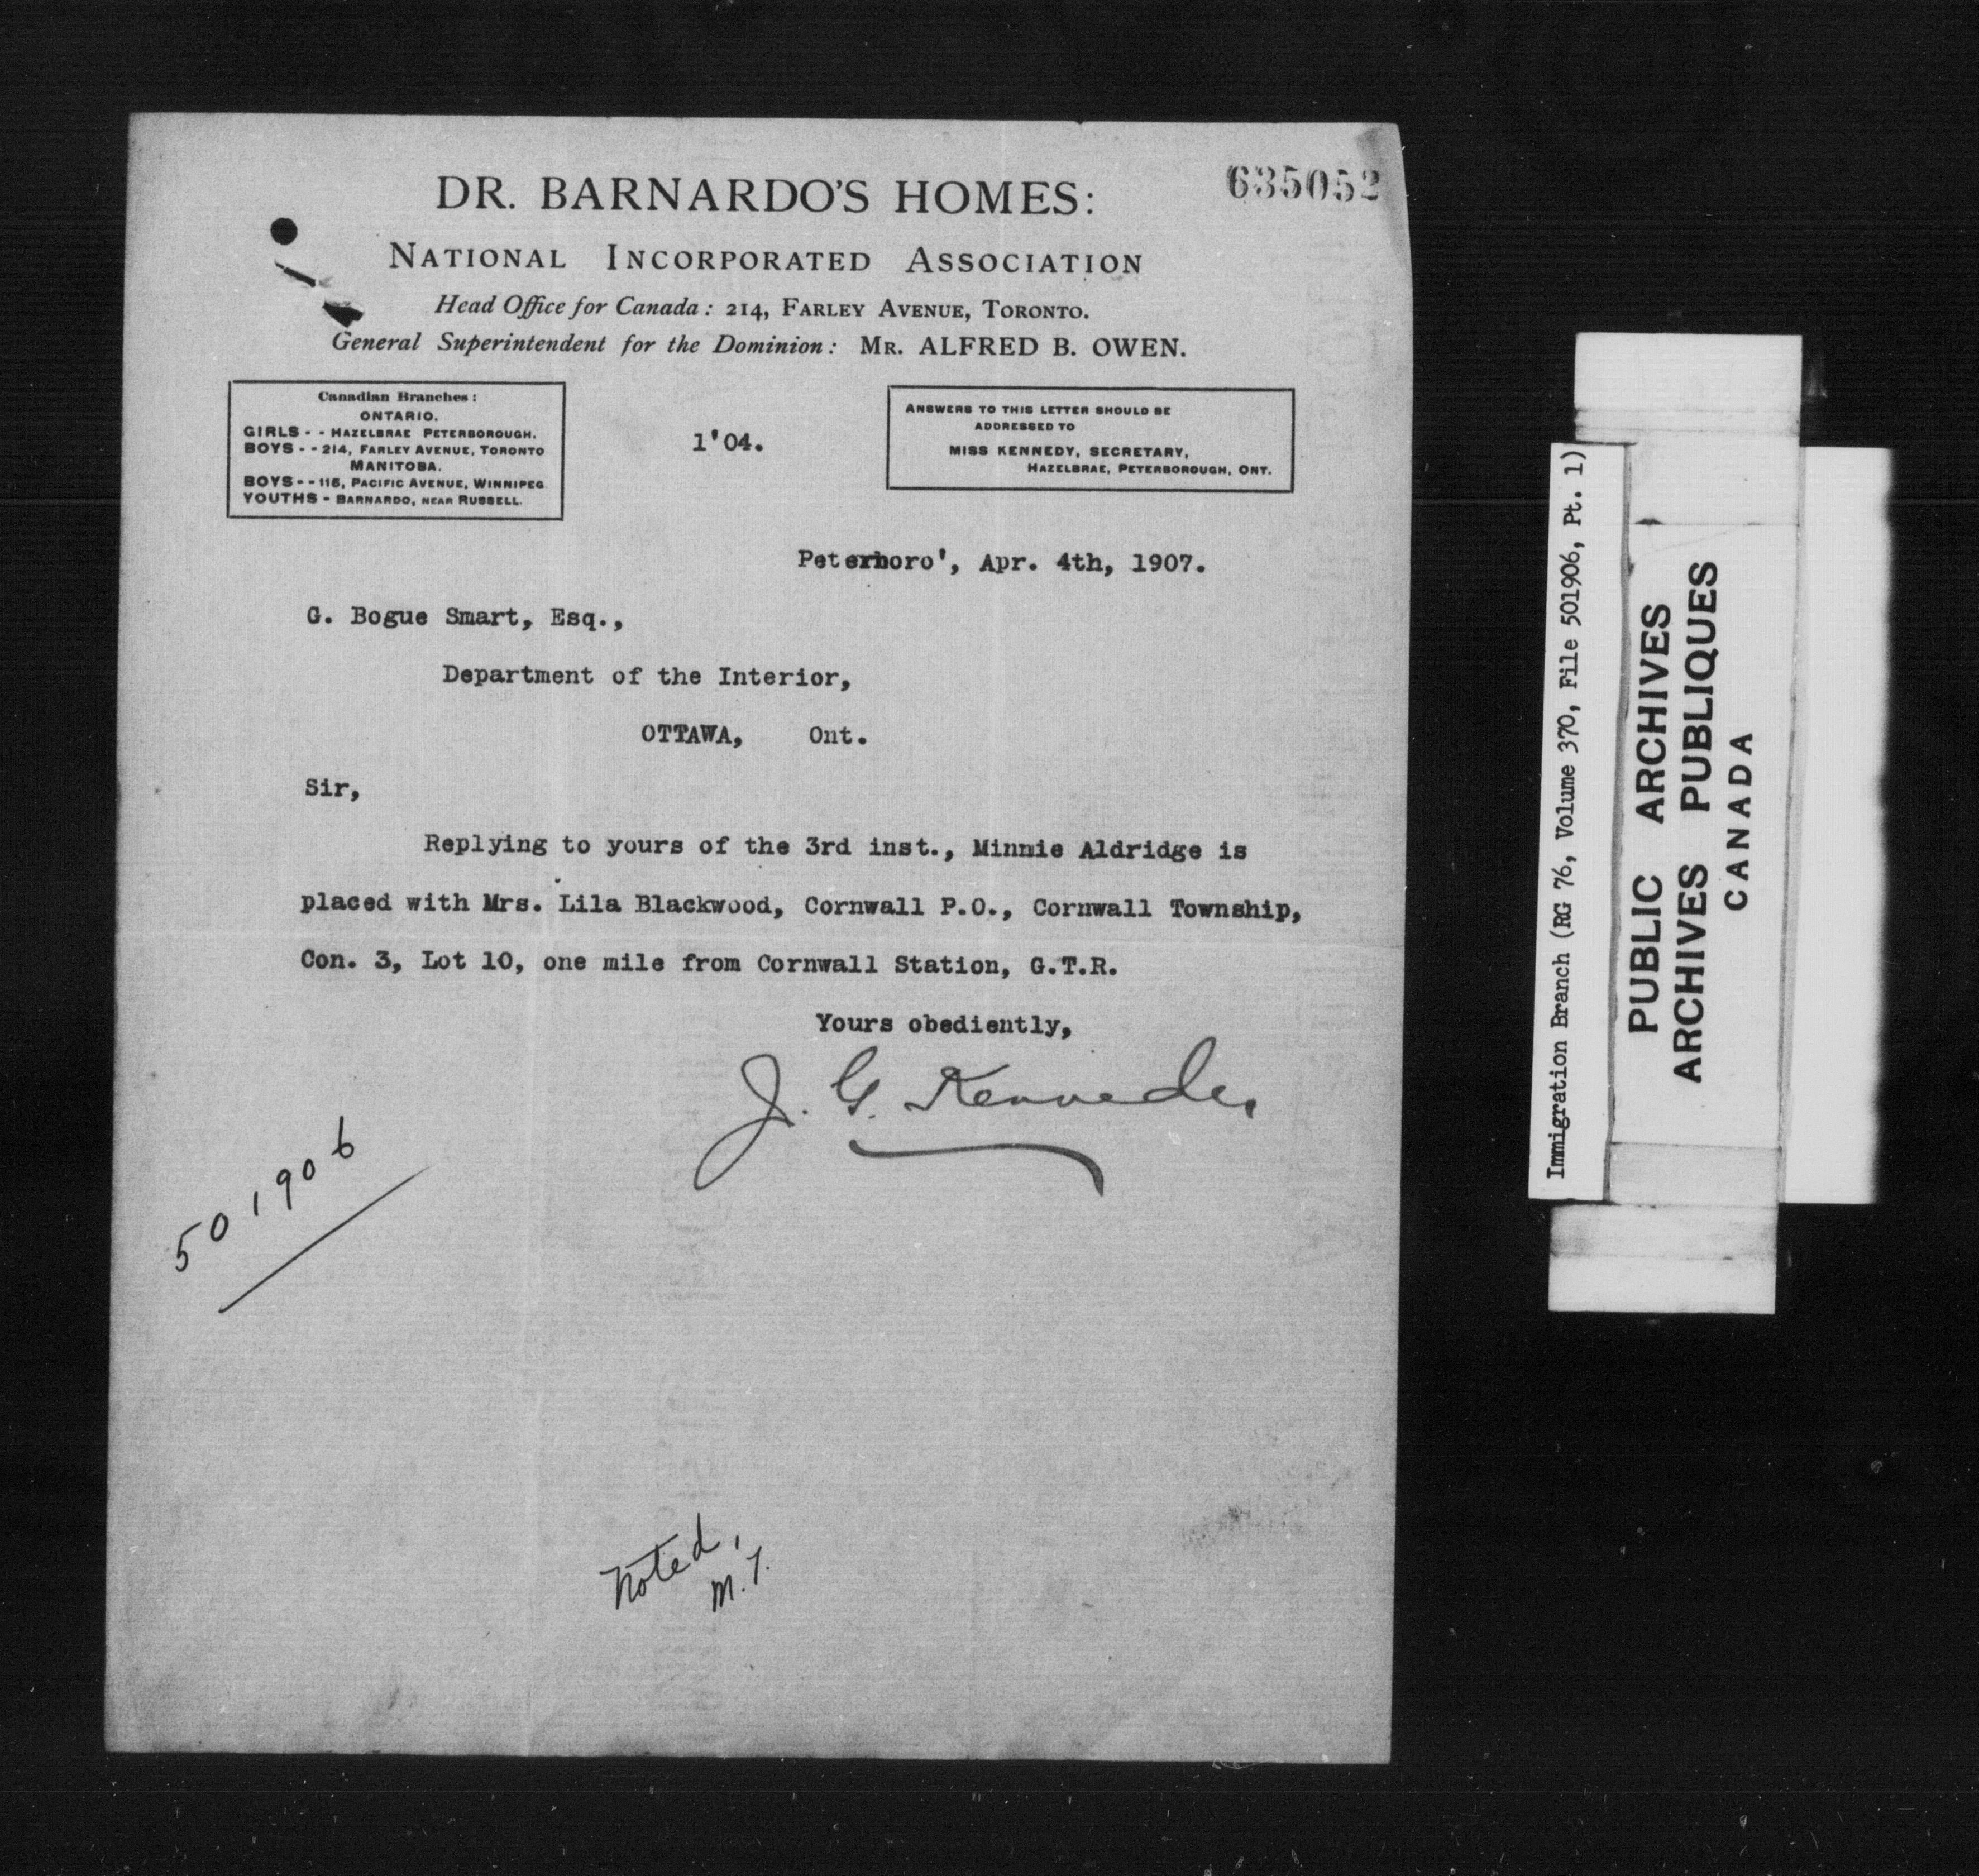 635052
DR. BARNARDO'S HOMES:
NATIONAL INCORPORATED ASSOCIATION
Head Office for Canada: 214, FARLEY AVENUE, TORONTO.
General Superintendent for the Dominion: MR. ALFRED B. OWEN.
Canadian Branches:
ONTARIO.
GIRLS - - HAZELBRAE PETERBOROUGH.
BOYS - - 214, FARLEY AVENUE, TORONTO
MANITOBA.
BOYS - - 115, PACIFIC AVENUE, WINNIPEG
YOUTHS - BARNARDO, NEAR RUSSELL.
1'04.
ANSWERS TO THIS LETTER SHOULD BE
ADDRESSED TO
MISS KENNEDY, SECRETARY,
HAZELBRAE, PETERBOROUGH, ONT.
Peterboro', Apr. 4th, 1907.
G. Bogue Smart, Esq.,
Department of the Interior,
OTTAWA, Ont.
Sir,
Replying to yours of the 3rd inst., Minnie Aldridge is
placed with Mrs. Lila Blackwood, Cornwall P.O., Cornwall Township,
Con. 3, Lot 10, one mile from Cornwall Station, G.T.R.
Yours obediently,
J. G. Kennedy
501906
Noted,
Immigration Branch (RG 76, Volume 370, File 501906, Pt. 1)
PUBLIC ARCHIVES
ARCHIVES PUBLIQUES
CANADA